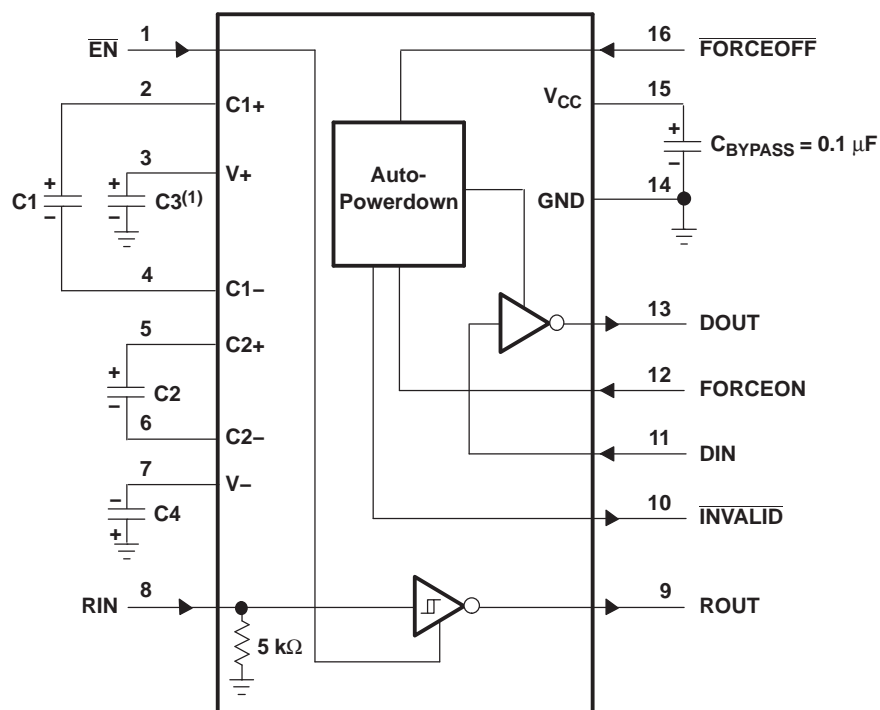 EN 1 16 FORCEOFF
2 C1+ VCC 15
+ + CBYPASS = 0.1 μF
3 V+ Auto- −
C1 + C3(1) Powerdown GND 14
− −
4 C1−
5 C2+ 13 DOUT
+ C2 12 FORCEON
−
6 C2− 11 DIN
7 V−
− C4 10 INVALID
+
RIN 8 9 ROUT
5 kΩ